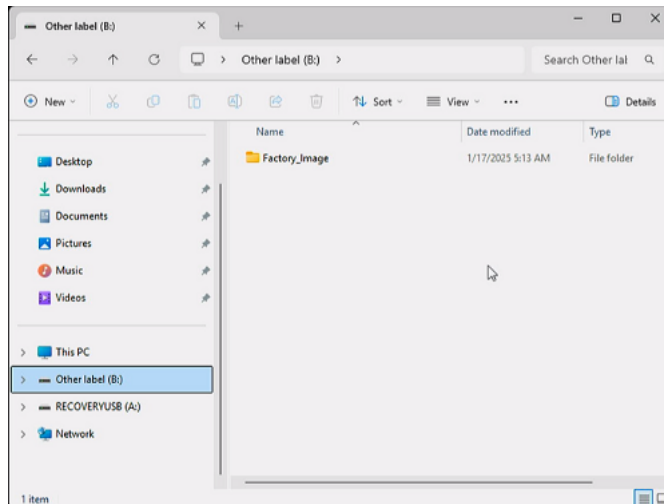 Other label (B:)
Other label (B:)
Search Other lal
New
Sort
View
Details
Name
Date modified
Type
Desktop
Downloads
Documents
Pictures
Music
Videos
This PC
Other label (B:)
RECOVERYUSB (A:)
Network
Factory_Image
1/17/2025 5:13 AM
File folder
1 item